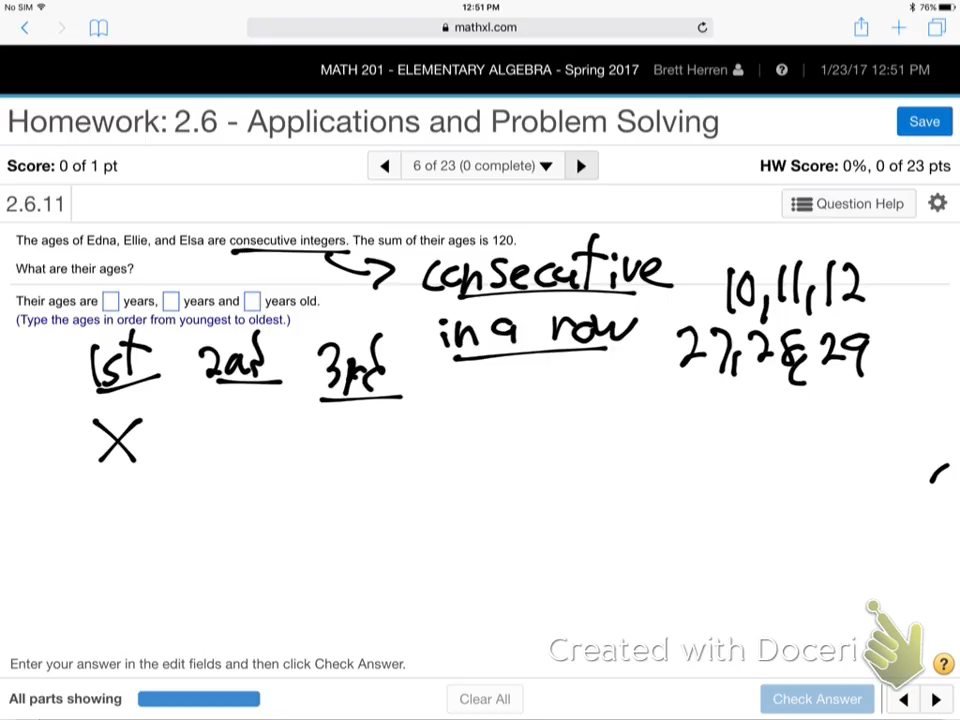 No SIM 12:51 PM 76%
mathxl.com
MATH 201 - ELEMENTARY ALGEBRA - Spring 2017 Brett Herren ? 1/23/17 12:51 PM
Homework: 2.6 - Applications and Problem Solving Save
Score: 0 of 1 pt 6 of 23 (0 complete) HW Score: 0%, 0 of 23 pts
2.6.11 Question Help
The ages of Edna, Ellie, and Elsa are consecutive integers. The sum of their ages is 120.
What are their ages?
consecutive 10, 11, 12
Their ages are years, years and years old.
(Type the ages in order from youngest to oldest.)
in a row 27, 28, 29
1st 2nd 3rd
X
Created with Doceri
Enter your answer in the edit fields and then click Check Answer. ?
All parts showing Clear All Check Answer